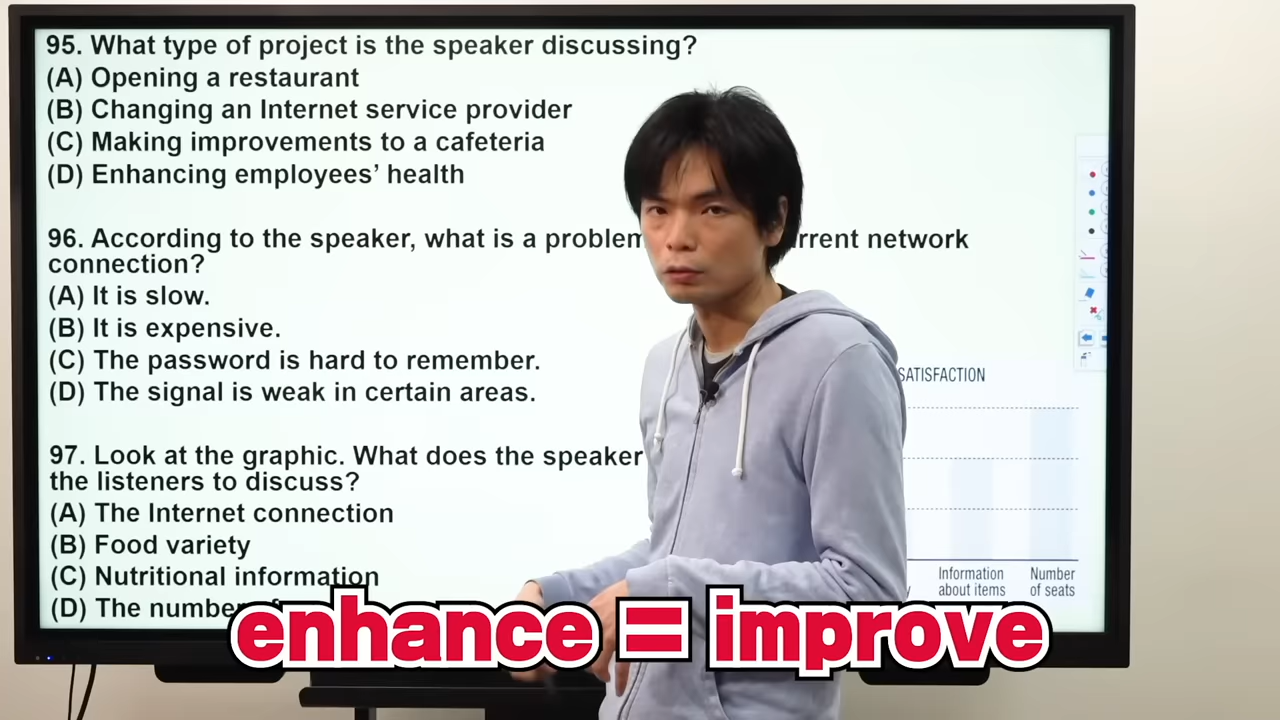 95. What type of project is the speaker discussing?
(A) Opening a restaurant
(B) Changing an Internet service provider
(C) Making improvements to a cafeteria
(D) Enhancing employees’ health
96. According to the speaker, what is a network
connection?
(A) It is slow.
(B) It is expensive.
(C) The password is hard to remember.
(D) The signal is weak in certain areas.
97. Look at the graphic. What does the speaker
the listeners to discuss?
(A) The Internet connection
(B) Food variety
(C) Nutritional information
(D) The
SATISFACTION
Information
about items
Number
of seats
enhance = improve